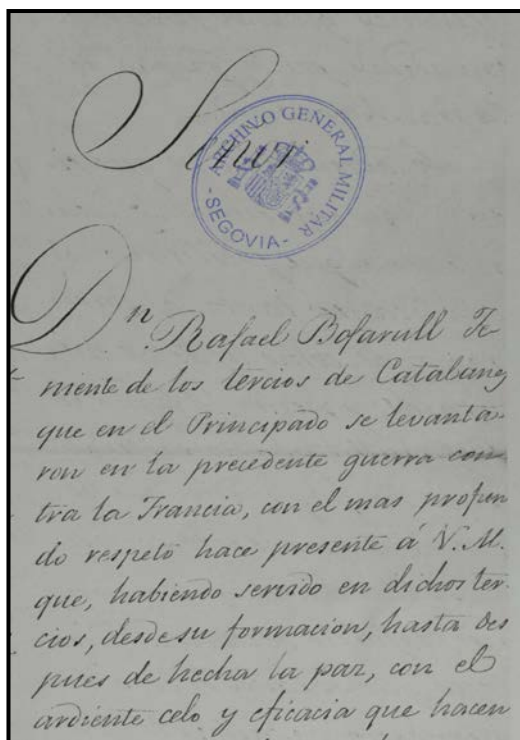 Señor
ARCHIVO GENERAL MILITAR
- SEGOVIA -
Dn. Rafael Bofarull Te-
niente de los tercios de Catalanes
que en el Principado se levanta-
ron en la precedente guerra con-
tra la Francia, con el mas profun
do respeto hace presente á V.M.
que, habiendo servido en dichos ter-
cios, desde su formacion, hasta des
pues de hecha la paz, con el
ardiente celo y eficacia que hacen